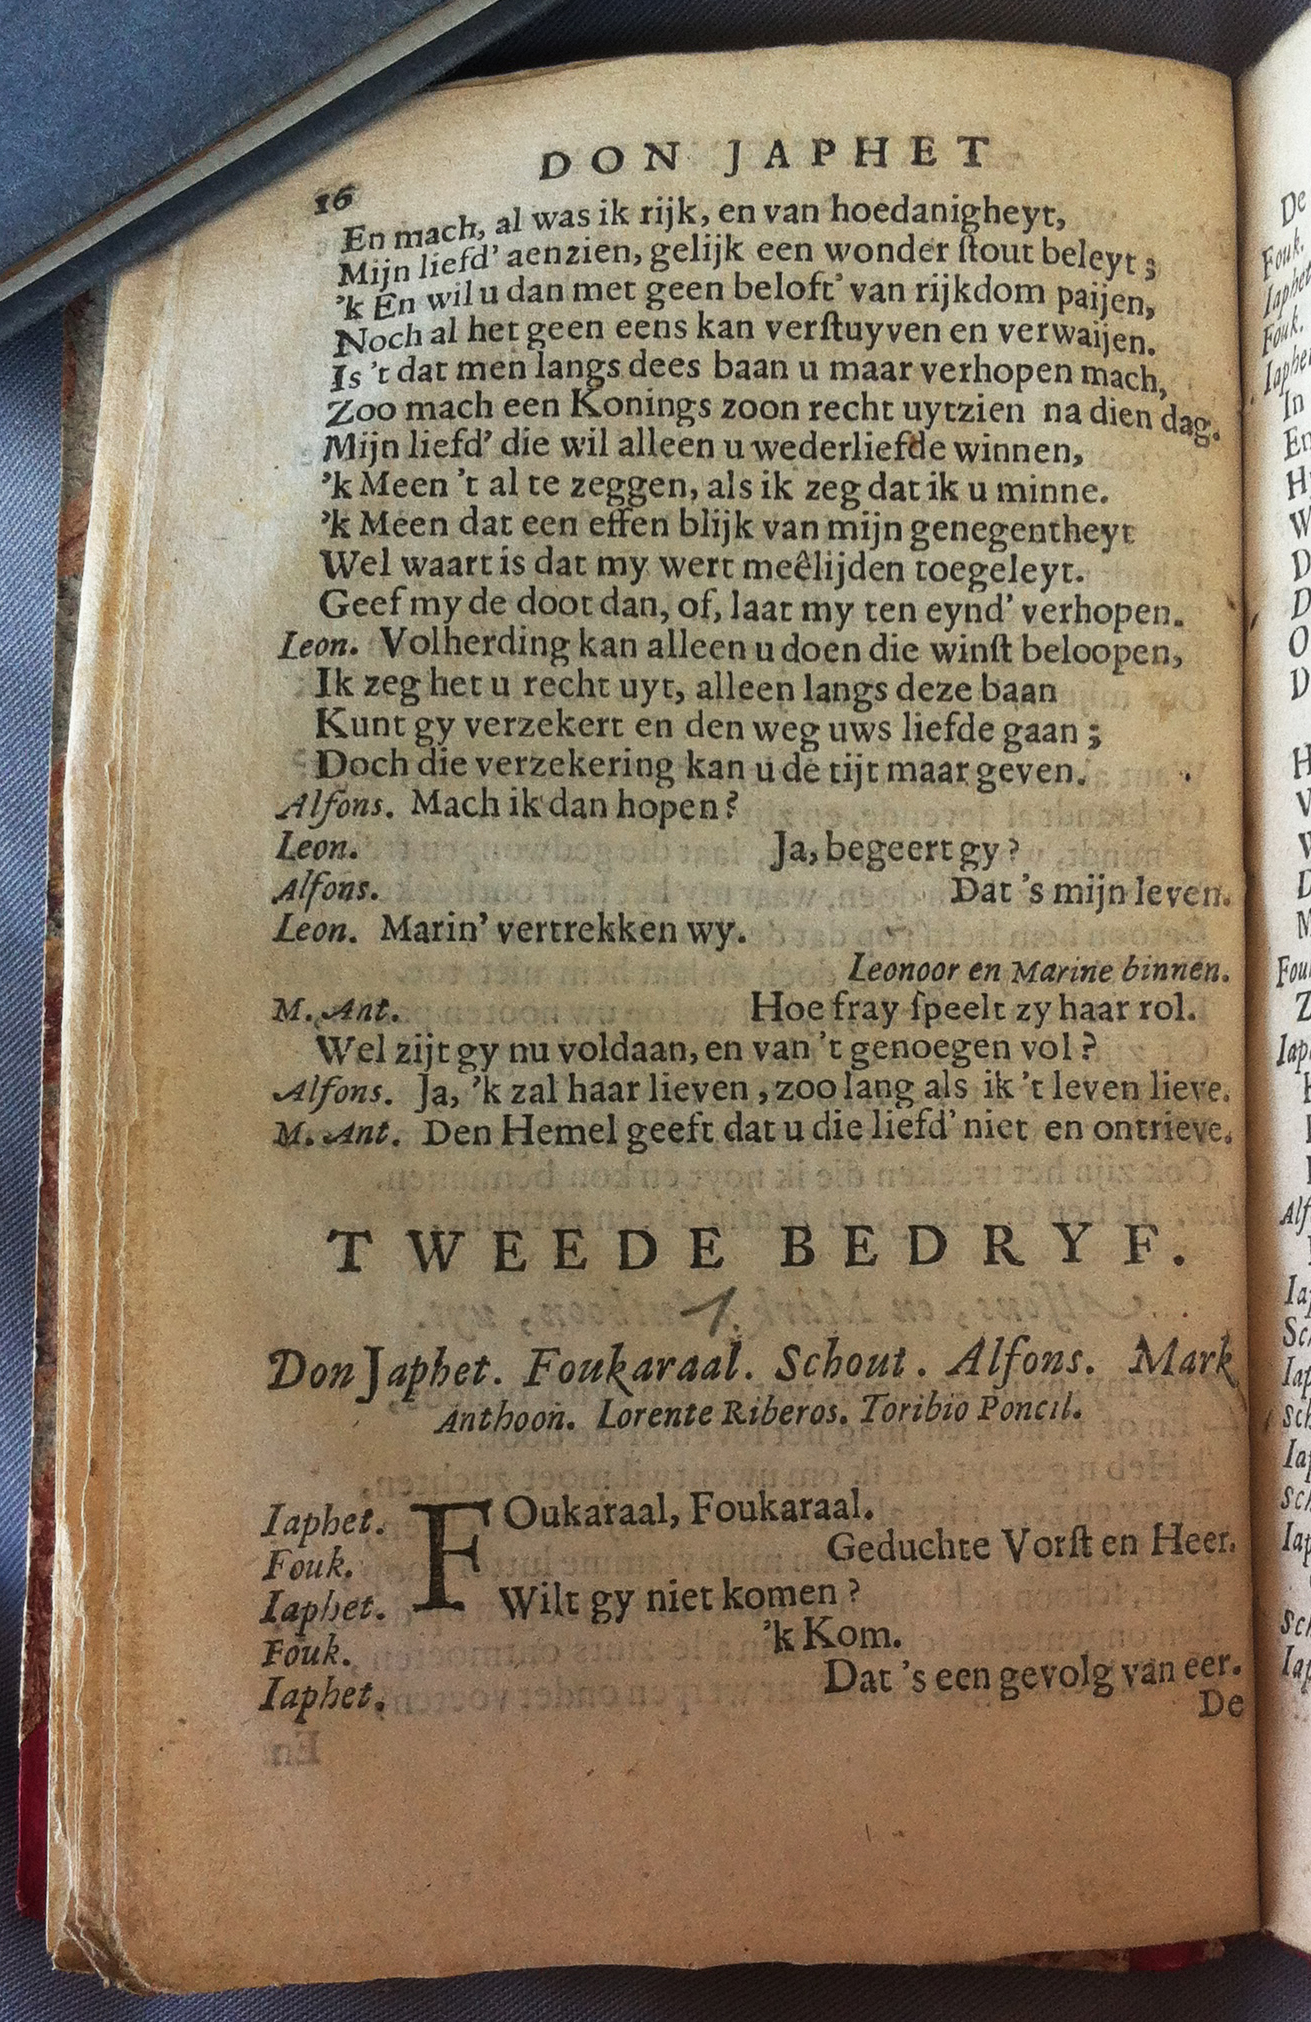 DON JAPHET
16
En mach, al was ik rijk, en van hoedanigheyt,
Mijn liefd' aenzien, gelijk een wonder ſtout beleyt;
'k En wil u dan met geen beloft' van rijkdom paijen,
Noch al het geen eens kan verſtuyven en verwaijen.
Is 't dat men langs dees baan u maar verhopen mach,
Zoo mach een Konings zoon recht uytzien na dien dag.
Mijn liefd' die wil alleen u wederliefde winnen,
'k Meen 't al te zeggen, als ik zeg dat ik u minne.
'k Meen dat een effen blijk van mijn genegentheyt
Wel waart is dat my wert meêlijden toegeleyt.
Geef my de doot dan, of, laat my ten eynd' verhopen.
Leon. Volherding kan alleen u doen die winſt beloopen,
Ik zeg het u recht uyt, alleen langs deze baan
Kunt gy verzekert en den weg uws liefde gaan;
Doch die verzekering kan u de tijt maar geven.
Alfons. Mach ik dan hopen?
Leon. Ja, begeert gy?
Alfons. Dat 's mijn leven.
Leon. Marin' vertrekken wy.
Leonoor en Marine binnen.
M. Ant. Hoe fray ſpeelt zy haar rol.
Wel zijt gy nu voldaan, en van 't genoegen vol?
Alfons. Ja, 'k zal haar lieven, zoo lang als ik 't leven lieve.
M. Ant. Den Hemel geeft dat u die liefd' niet en ontrieve.
TWEEDE BEDRYF.
1.
Don Japhet. Foukaraal. Schout. Alfons. Mark
Anthoon. Lorente Riberos. Toribio Poncil.
Iaphet. FOukaraal, Foukaraal.
Fouk. Geduchte Vorſt en Heer.
Iaphet. Wilt gy niet komen?
Fouk. 'k Kom.
Iaphet. Dat 's een gevolg van eer.
De